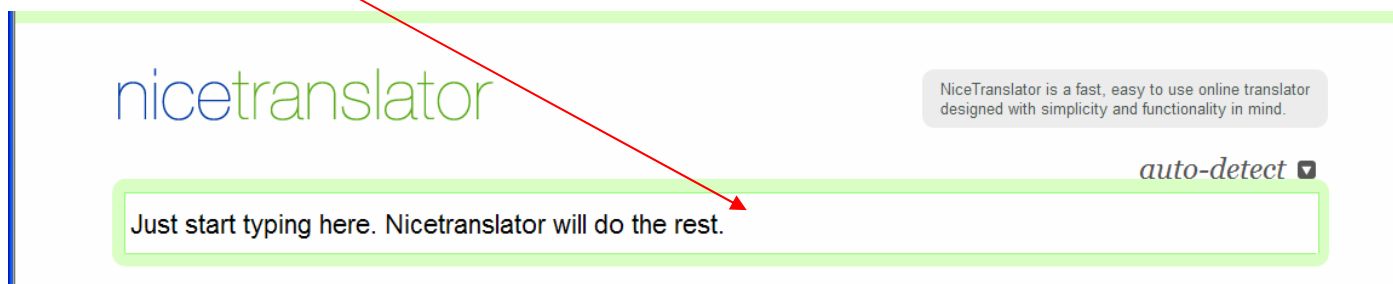 nicetranslator
NiceTranslator is a fast, easy to use online translator
designed with simplicity and functionality in mind.
auto-detect
Just start typing here. Nicetranslator will do the rest.